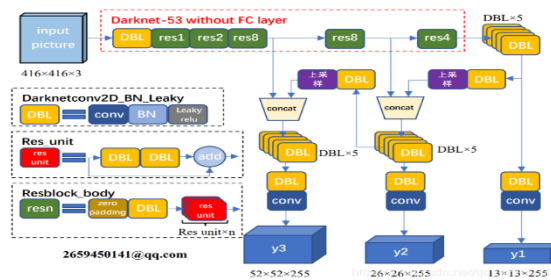 input
picture
416×416×3
Darknet-53 without FC layer
DBL
res1
res2
res8
res8
res4
DBL×5
DBL
上采
样
DBL
上采
样
DBL
concat
concat
DBL×5
DBL
DBL×5
DBL
DBL
conv
DBL
conv
DBL
conv
y3
52×52×255
y2
26×26×255
y1
13×13×255
Darknetconv2D_BN_Leaky
DBL
conv
BN
Leaky
relu
Res_unit
res
unit
DBL
DBL
add
Resblock_body
resn
zero
padding
DBL
res
unit
Res unit×n
2659450141@qq.com